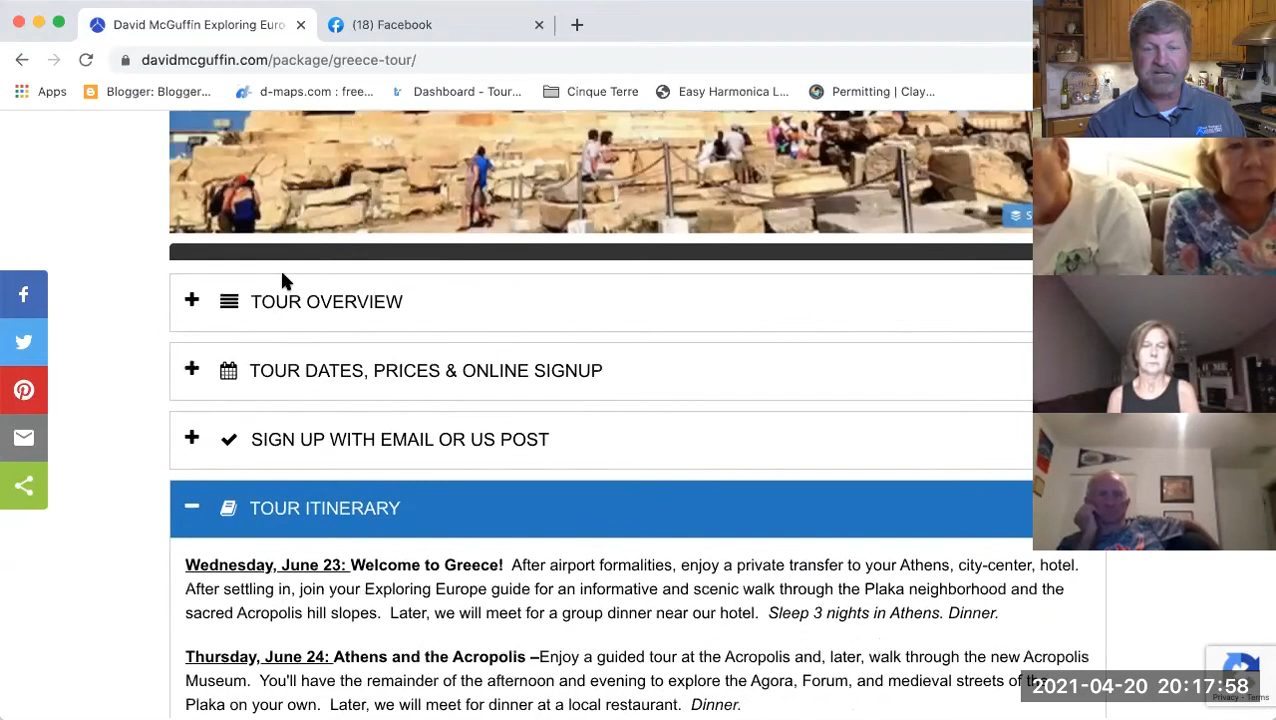 David McGuffin Exploring Euro
(18) Facebook
davidmcguffin.com/package/greece-tour/
Apps
Blogger: Blogger...
d-maps.com : free...
Dashboard - Tour...
Cinque Terre
Easy Harmonica L...
Permitting | Clay...
S
TOUR OVERVIEW
TOUR DATES, PRICES & ONLINE SIGNUP
SIGN UP WITH EMAIL OR US POST
TOUR ITINERARY
Wednesday, June 23: Welcome to Greece! After airport formalities, enjoy a private transfer to your Athens, city-center, hotel.
After settling in, join your Exploring Europe guide for an informative and scenic walk through the Plaka neighborhood and the
sacred Acropolis hill slopes. Later, we will meet for a group dinner near our hotel. Sleep 3 nights in Athens. Dinner.
Thursday, June 24: Athens and the Acropolis –Enjoy a guided tour at the Acropolis and, later, walk through the new Acropolis
Museum. You'll have the remainder of the afternoon and evening to explore the Agora, Forum, and medieval streets of the
Plaka on your own. Later, we will meet for dinner at a local restaurant. Dinner.
2021-04-20 20:17:58
Privacy - Terms